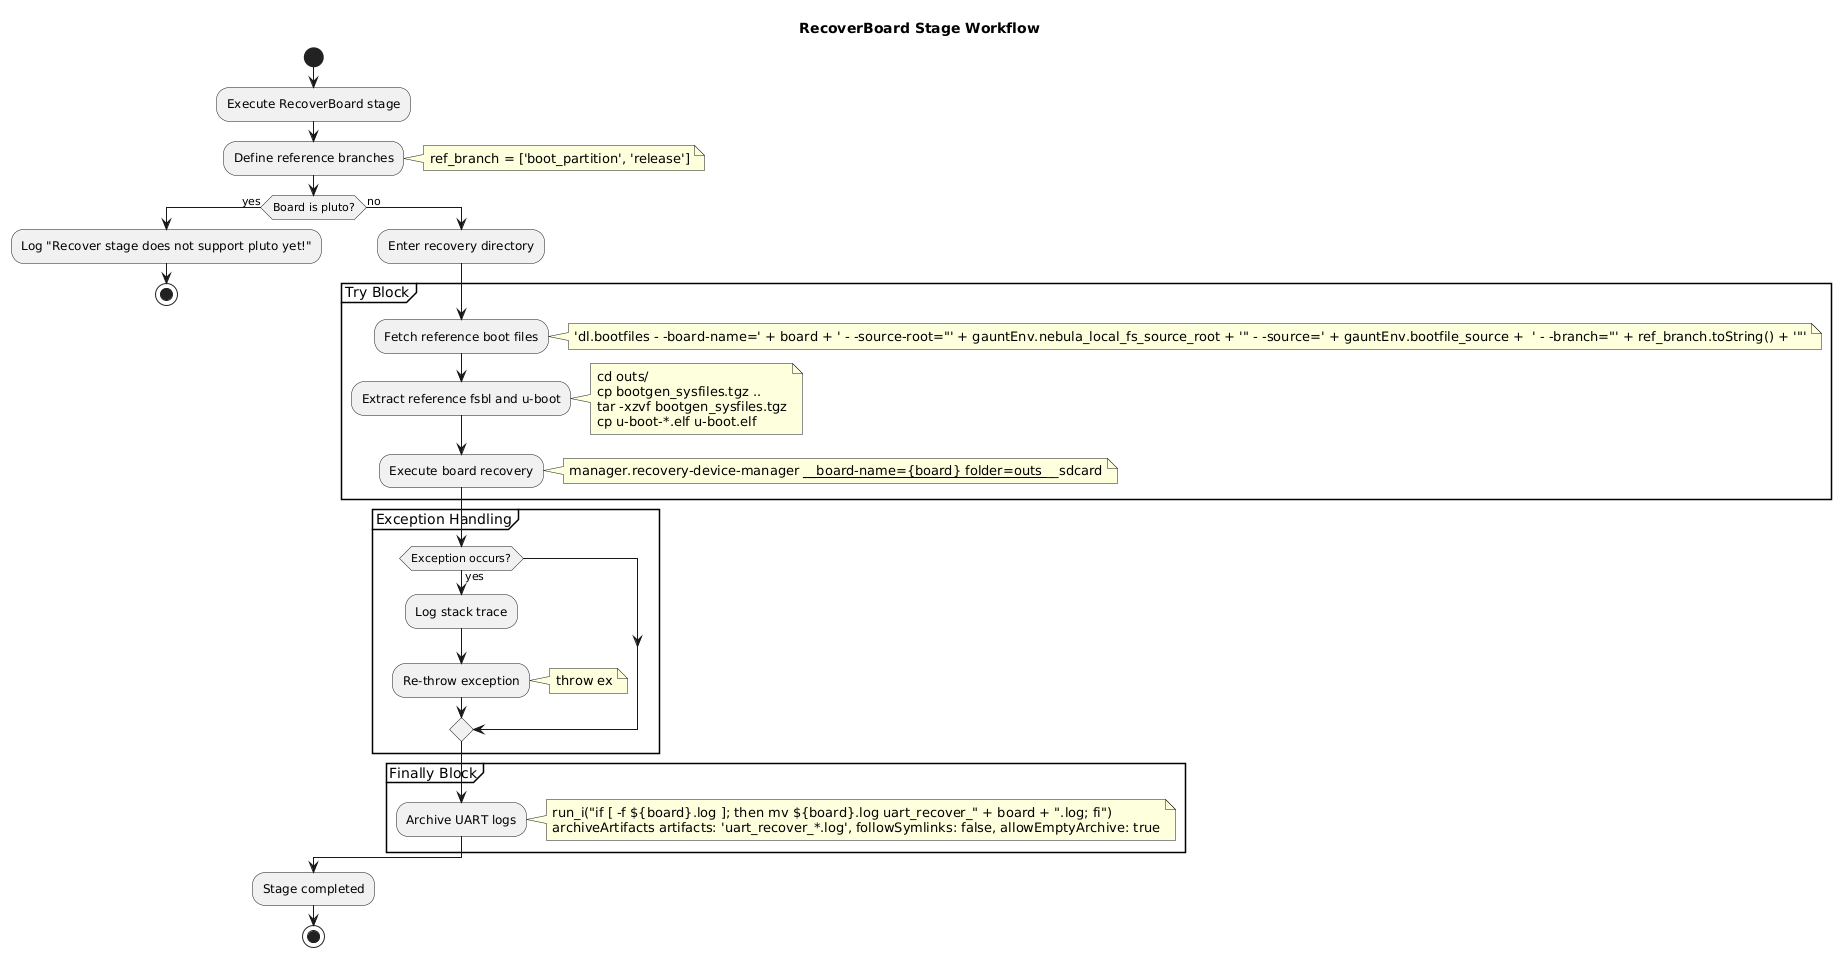 RecoverBoard Stage Workflow
Execute RecoverBoard stage
Define reference branches
ref_branch = ['boot_partition', 'release']
Board is pluto?
yes
no
Log "Recover stage does not support pluto yet!"
Enter recovery directory
Try Block
Fetch reference boot files
'dl.bootfiles - -board-name=' + board + ' - -source-root="' + gauntEnv.nebula_local_fs_source_root + '" - -source=' + gauntEnv.bootfile_source +  ' - -branch="' + ref_branch.toString() + '"'
Extract reference fsbl and u-boot
cd outs/
cp bootgen_sysfiles.tgz ..
tar -xzvf bootgen_sysfiles.tgz
cp u-boot-*.elf u-boot.elf
Execute board recovery
manager.recovery-device-manager __board-name={board} folder=outs __sdcard
Exception Handling
Exception occurs?
yes
Log stack trace
Re-throw exception
throw ex
Finally Block
Archive UART logs
run_i("if [ -f ${board}.log ]; then mv ${board}.log uart_recover_" + board + ".log; fi")
archiveArtifacts artifacts: 'uart_recover_*.log', followSymlinks: false, allowEmptyArchive: true
Stage completed